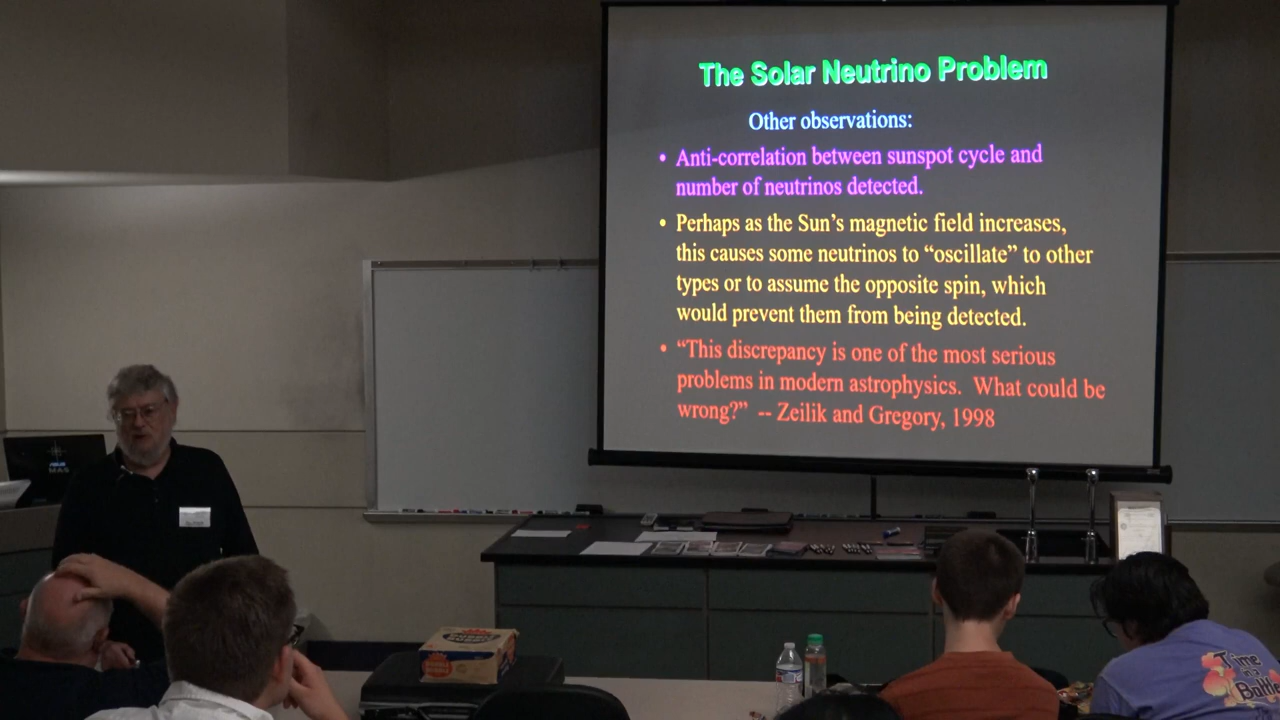 The Solar Neutrino Problem
Other observations:
• Anti-correlation between sunspot cycle and
number of neutrinos detected.
• Perhaps as the Sun’s magnetic field increases,
this causes some neutrinos to “oscillate” to other
types or to assume the opposite spin, which
would prevent them from being detected.
• “This discrepancy is one of the most serious
problems in modern astrophysics. What could be
wrong?” -- Zeilik and Gregory, 1998
ASUS
Time
Bottle